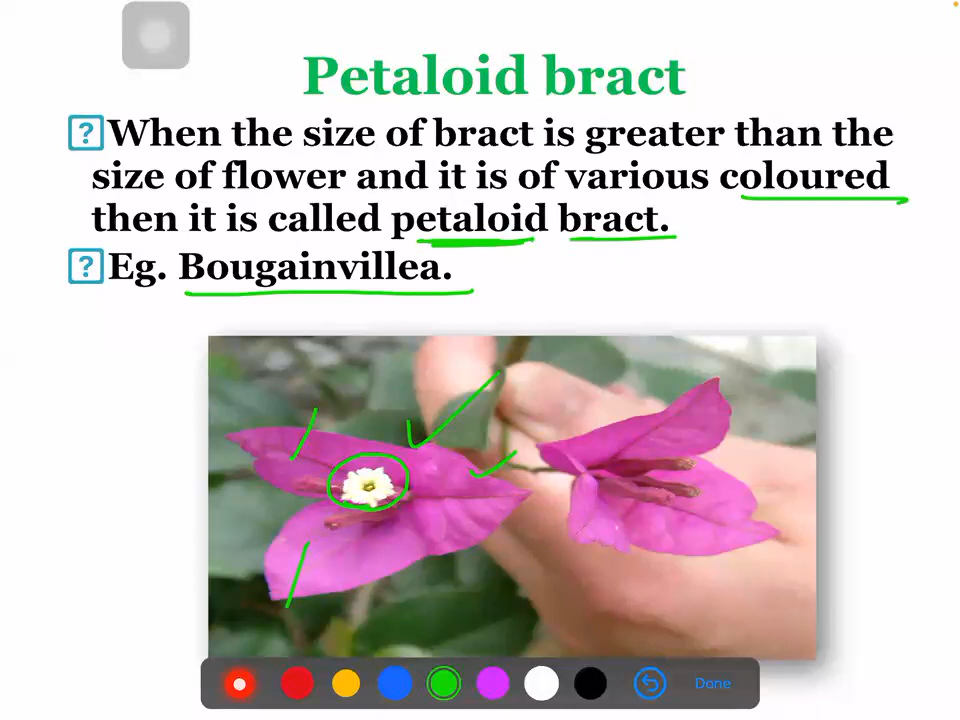 Petaloid bract
?When the size of bract is greater than the
size of flower and it is of various coloured
then it is called petaloid bract.
?Eg. Bougainvillea.
Done